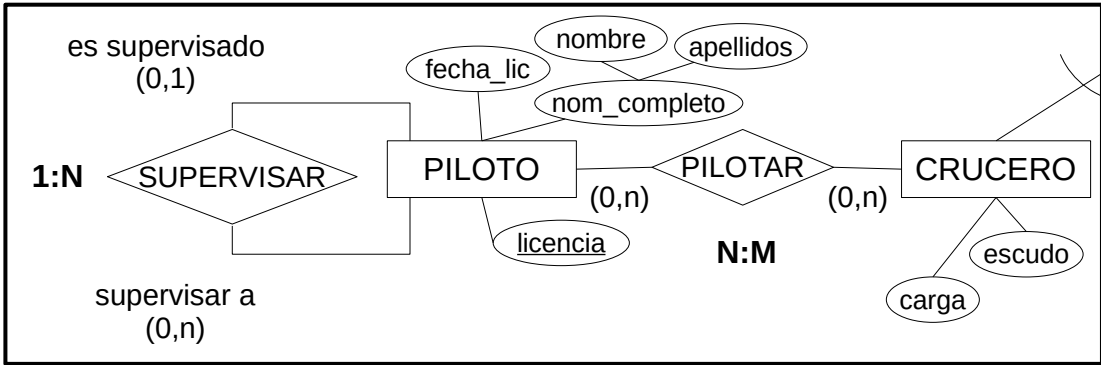 es supervisado
(0,1)
nombre
apellidos
fecha_lic
nom_completo
1:N
SUPERVISAR
PILOTO
(0,n)
PILOTAR
(0,n)
CRUCERO
licencia
N:M
escudo
carga
supervisar a
(0,n)